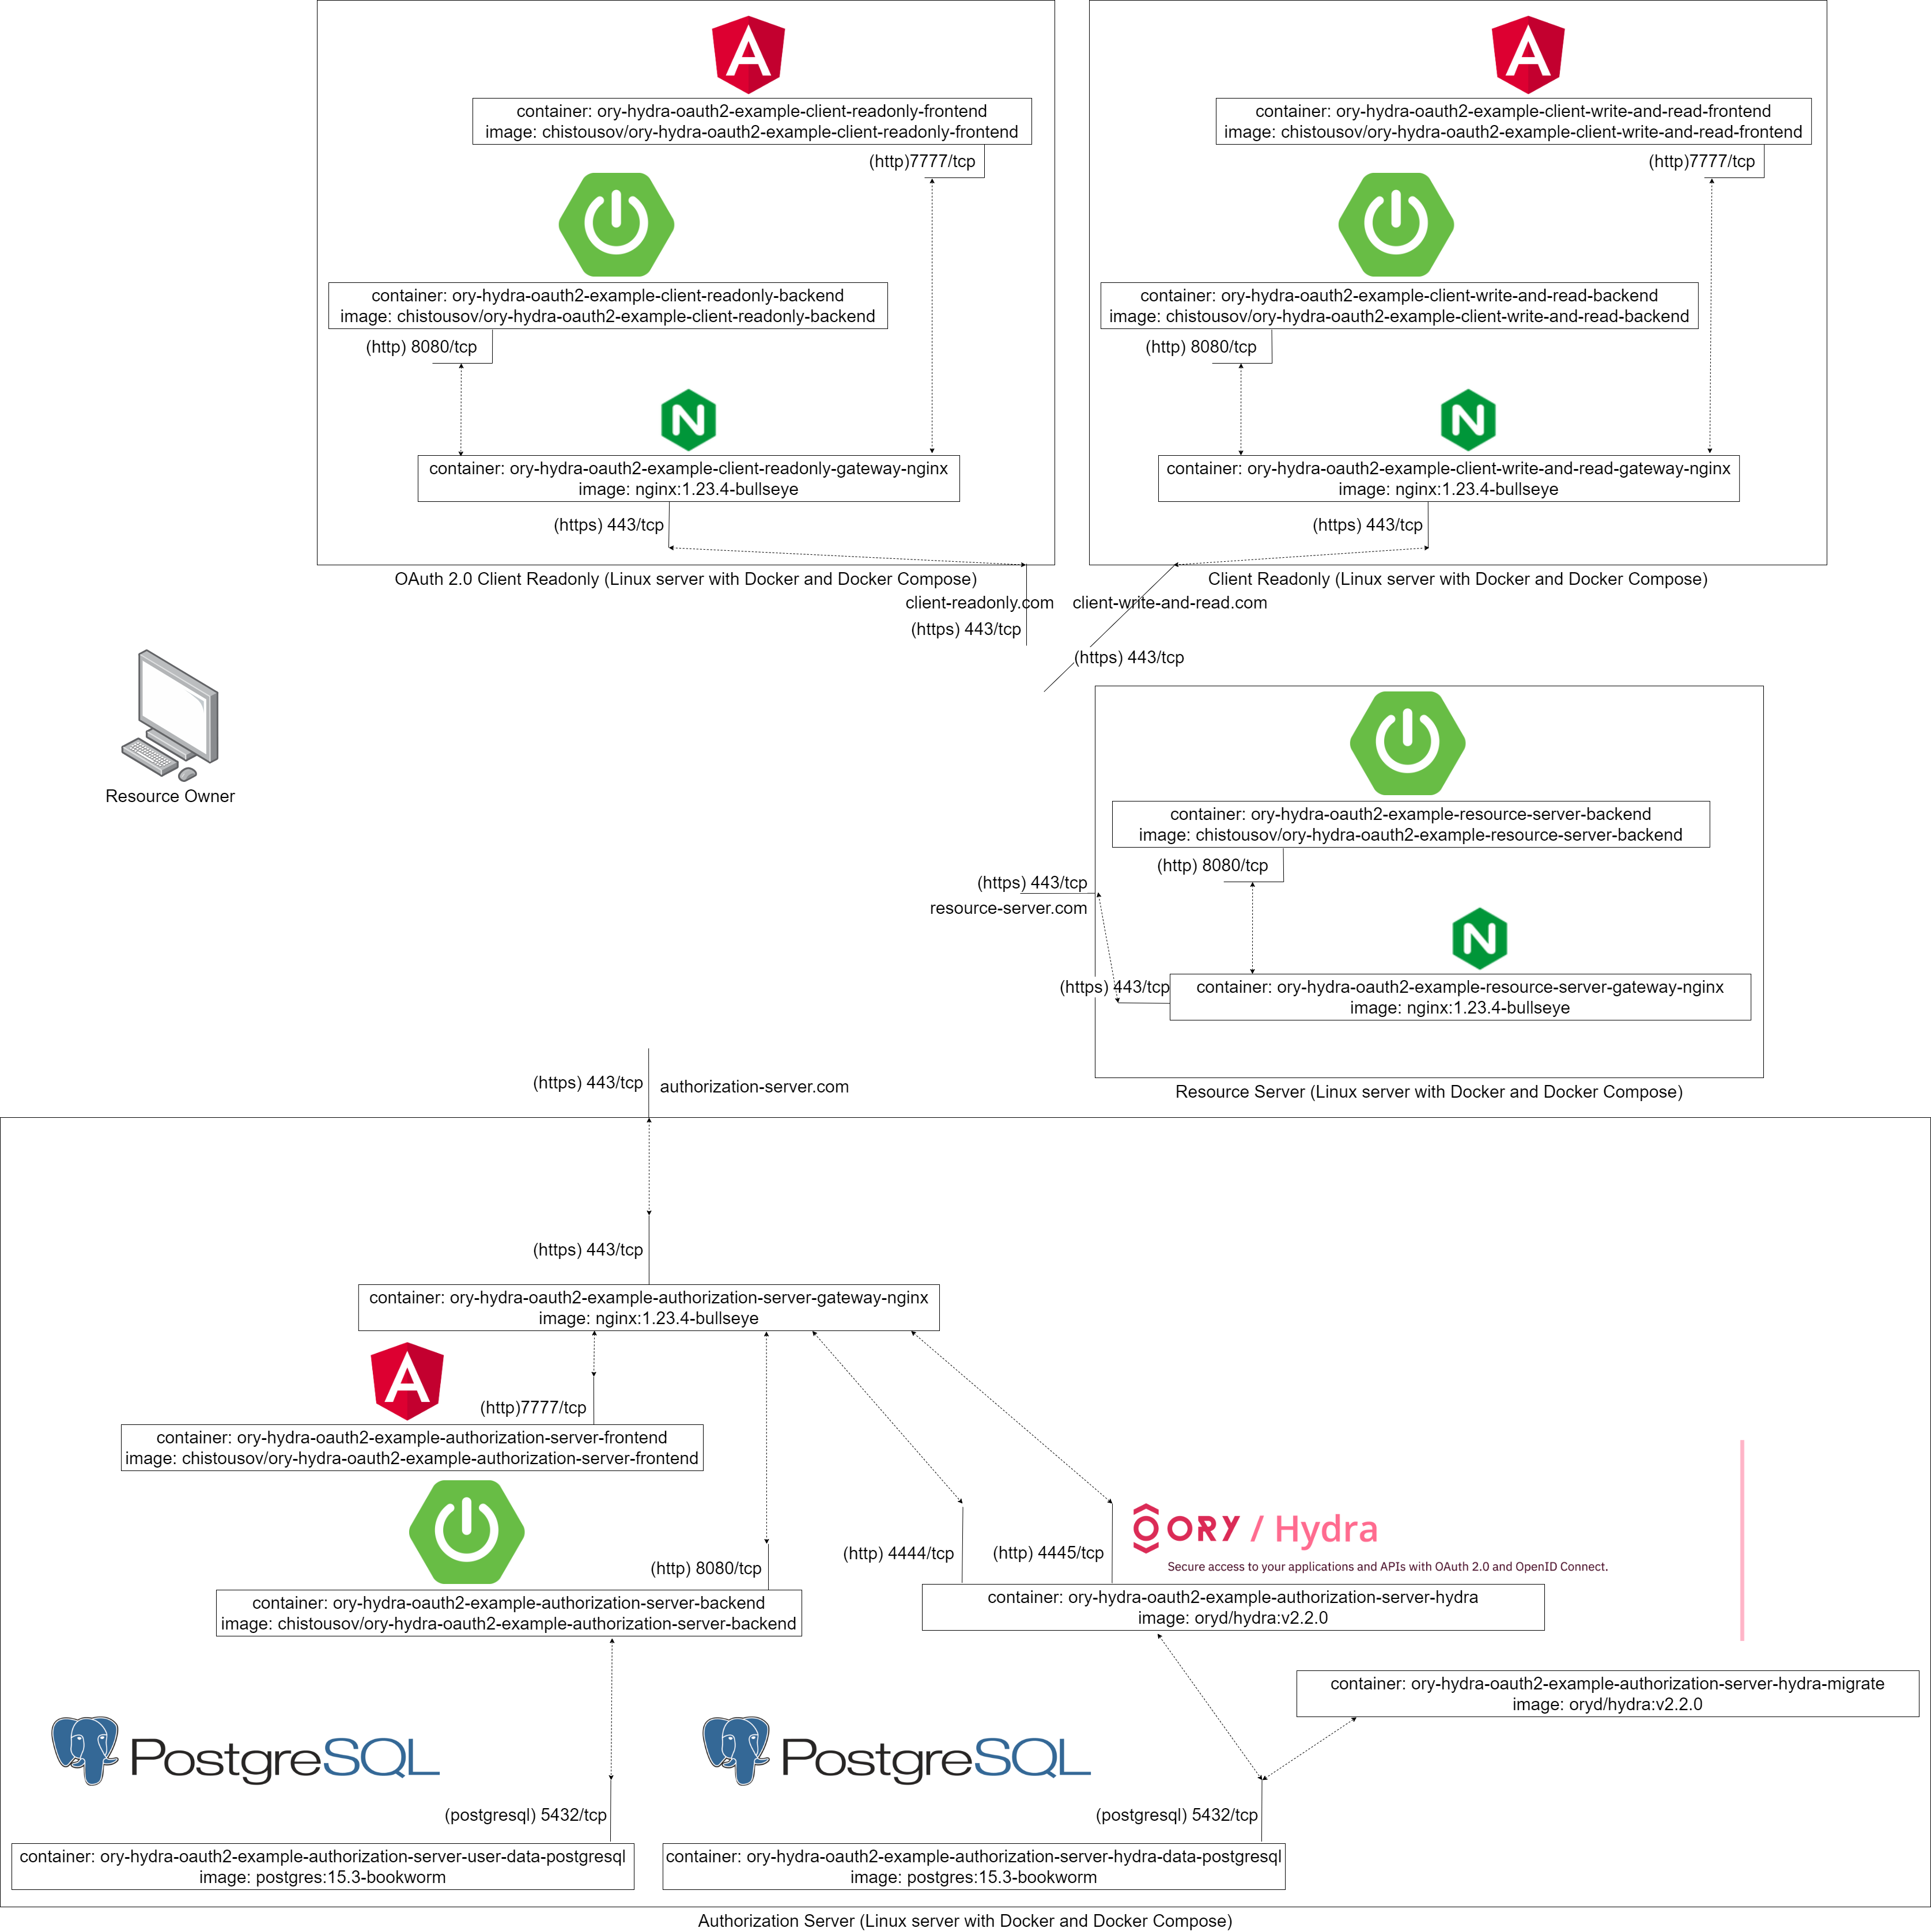 container: ory-hydra-oauth2-example-client-readonly-frontend
image: chistousov/ory-hydra-oauth2-example-client-readonly-frontend
(http)7777/tcp
container: ory-hydra-oauth2-example-client-readonly-backend
image: chistousov/ory-hydra-oauth2-example-client-readonly-backend
(http) 8080/tcp
container: ory-hydra-oauth2-example-client-readonly-gateway-nginx
image: nginx:1.23.4-bullseye
(https) 443/tcp
OAuth 2.0 Client Readonly (Linux server with Docker and Docker Compose)
client-readonly.com
(https) 443/tcp
container: ory-hydra-oauth2-example-client-write-and-read-frontend
image: chistousov/ory-hydra-oauth2-example-client-write-and-read-frontend
(http)7777/tcp
container: ory-hydra-oauth2-example-client-write-and-read-backend
image: chistousov/ory-hydra-oauth2-example-client-write-and-read-backend
(http) 8080/tcp
container: ory-hydra-oauth2-example-client-write-and-read-gateway-nginx
image: nginx:1.23.4-bullseye
(https) 443/tcp
Client Readonly (Linux server with Docker and Docker Compose)
client-write-and-read.com
(https) 443/tcp
Resource Owner
container: ory-hydra-oauth2-example-resource-server-backend
image: chistousov/ory-hydra-oauth2-example-resource-server-backend
(http) 8080/tcp
(https) 443/tcp
resource-server.com
(https) 443/tcp
container: ory-hydra-oauth2-example-resource-server-gateway-nginx
image: nginx:1.23.4-bullseye
Resource Server (Linux server with Docker and Docker Compose)
(https) 443/tcp
authorization-server.com
(https) 443/tcp
container: ory-hydra-oauth2-example-authorization-server-gateway-nginx
image: nginx:1.23.4-bullseye
(http)7777/tcp
container: ory-hydra-oauth2-example-authorization-server-frontend
image: chistousov/ory-hydra-oauth2-example-authorization-server-frontend
(http) 8080/tcp
container: ory-hydra-oauth2-example-authorization-server-backend
image: chistousov/ory-hydra-oauth2-example-authorization-server-backend
(http) 4444/tcp
(http) 4445/tcp
ORY / Hydra
Secure access to your applications and APIs with OAuth 2.0 and OpenID Connect.
container: ory-hydra-oauth2-example-authorization-server-hydra
image: oryd/hydra:v2.2.0
container: ory-hydra-oauth2-example-authorization-server-hydra-migrate
image: oryd/hydra:v2.2.0
PostgreSQL
(postgresql) 5432/tcp
container: ory-hydra-oauth2-example-authorization-server-user-data-postgresql
image: postgres:15.3-bookworm
PostgreSQL
(postgresql) 5432/tcp
container: ory-hydra-oauth2-example-authorization-server-hydra-data-postgresql
image: postgres:15.3-bookworm
Authorization Server (Linux server with Docker and Docker Compose)